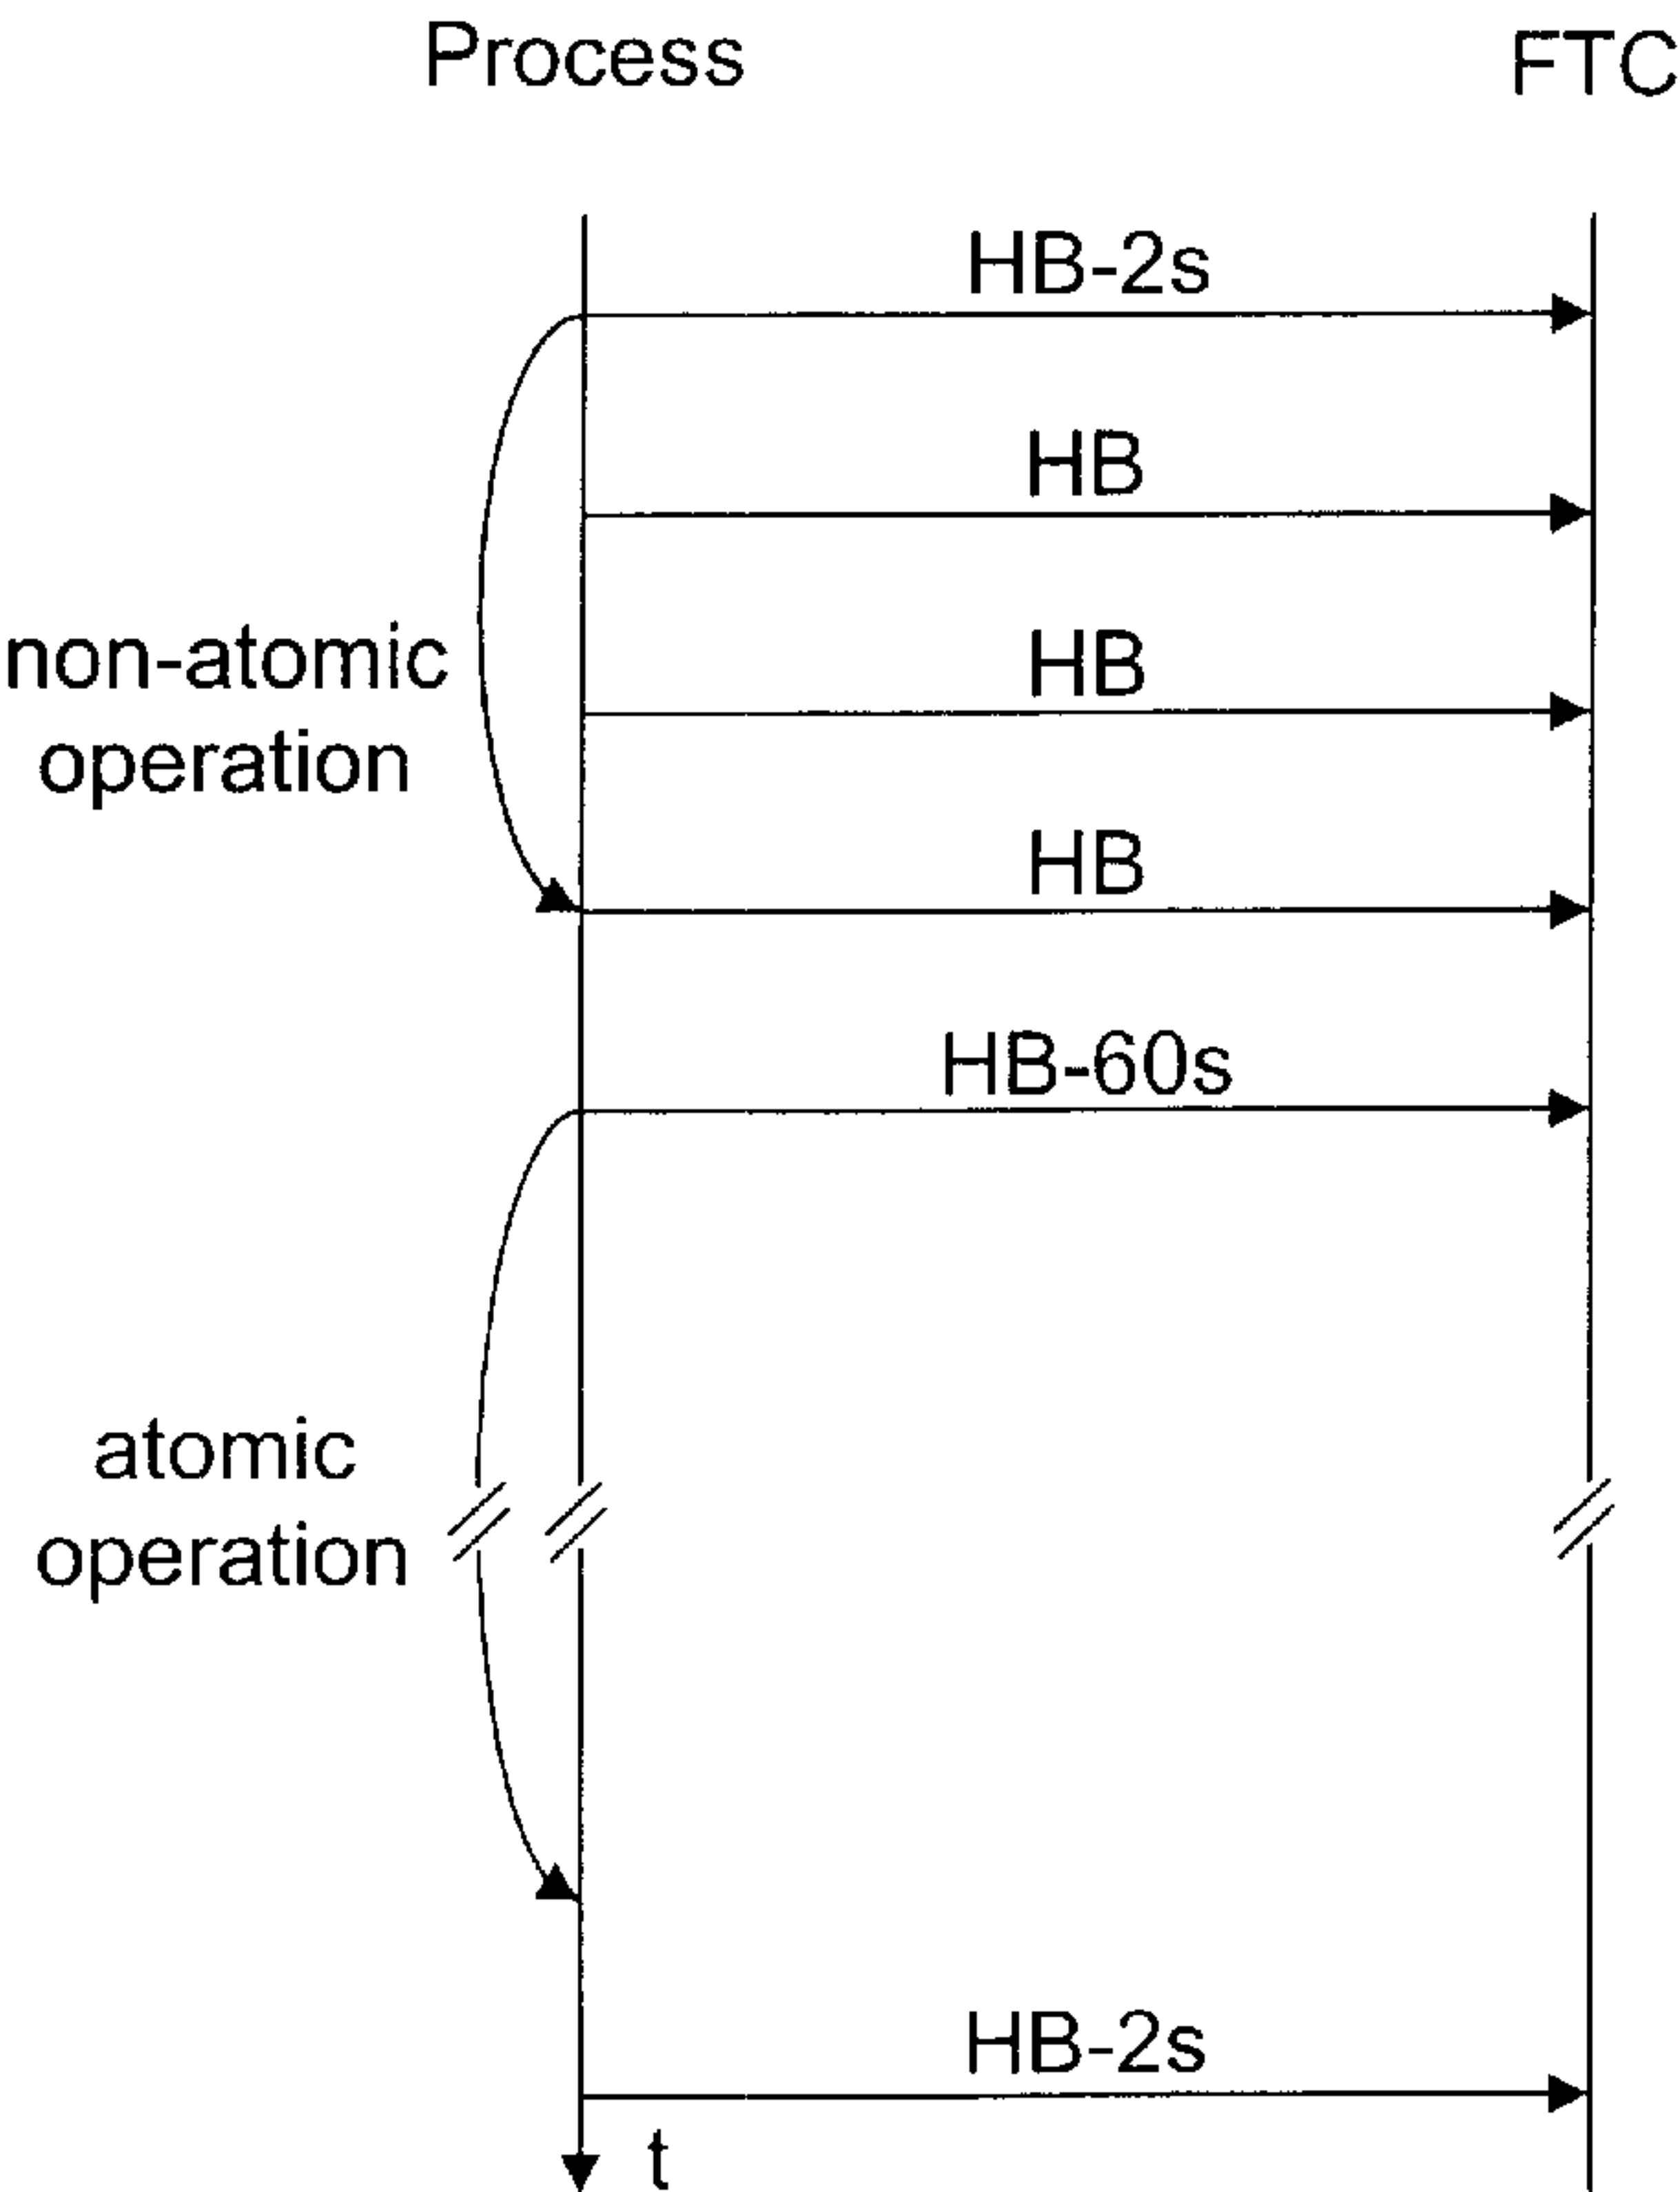 Process
FTC
HB-2s
HB
non-atomic
operation
HB
HB
HB-60s
atomic
operation
HB-2s
t